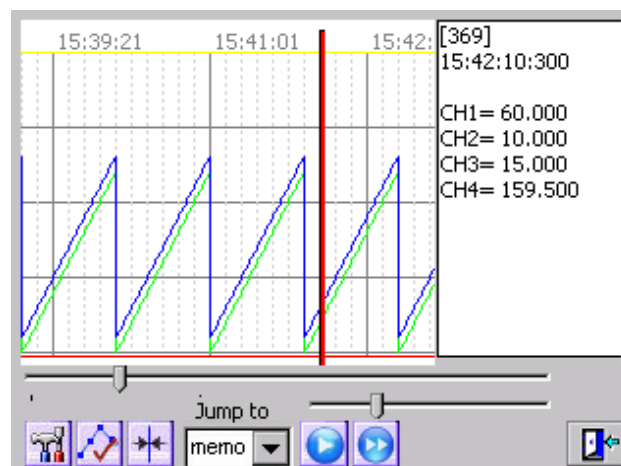 15:39:21 15:41:01 15:42:
[369]
15:42:10:300
CH1= 60.000
CH2= 10.000
CH3= 15.000
CH4= 159.500
Jump to
memo